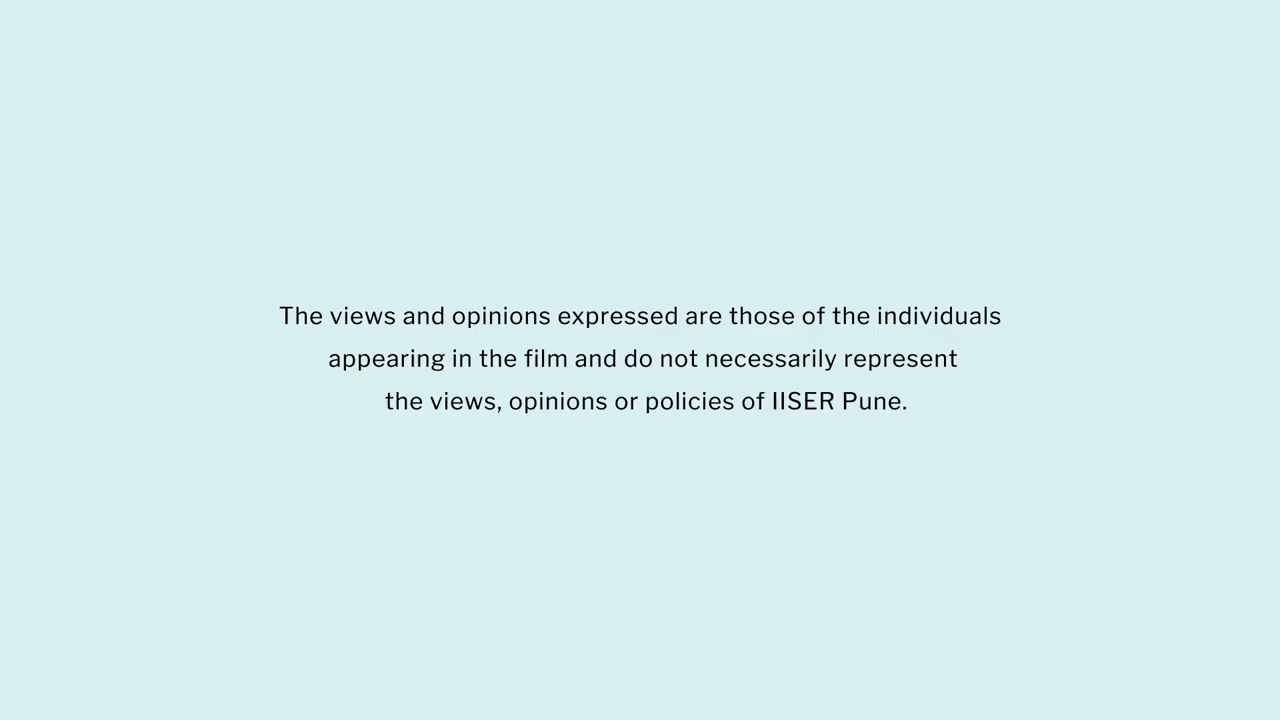 The views and opinions expressed are those of the individuals
appearing in the film and do not necessarily represent
the views, opinions or policies of IISER Pune.